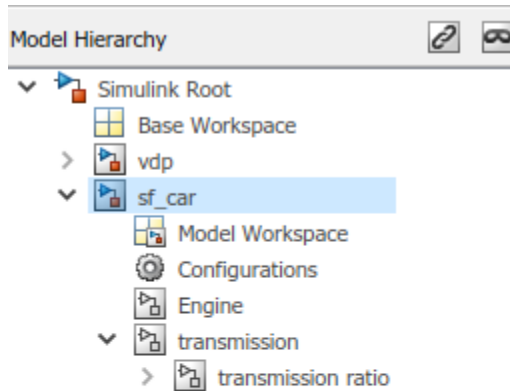 Model Hierarchy
Simulink Root
Base Workspace
vdp
sf_car
Model Workspace
Configurations
Engine
transmission
transmission ratio